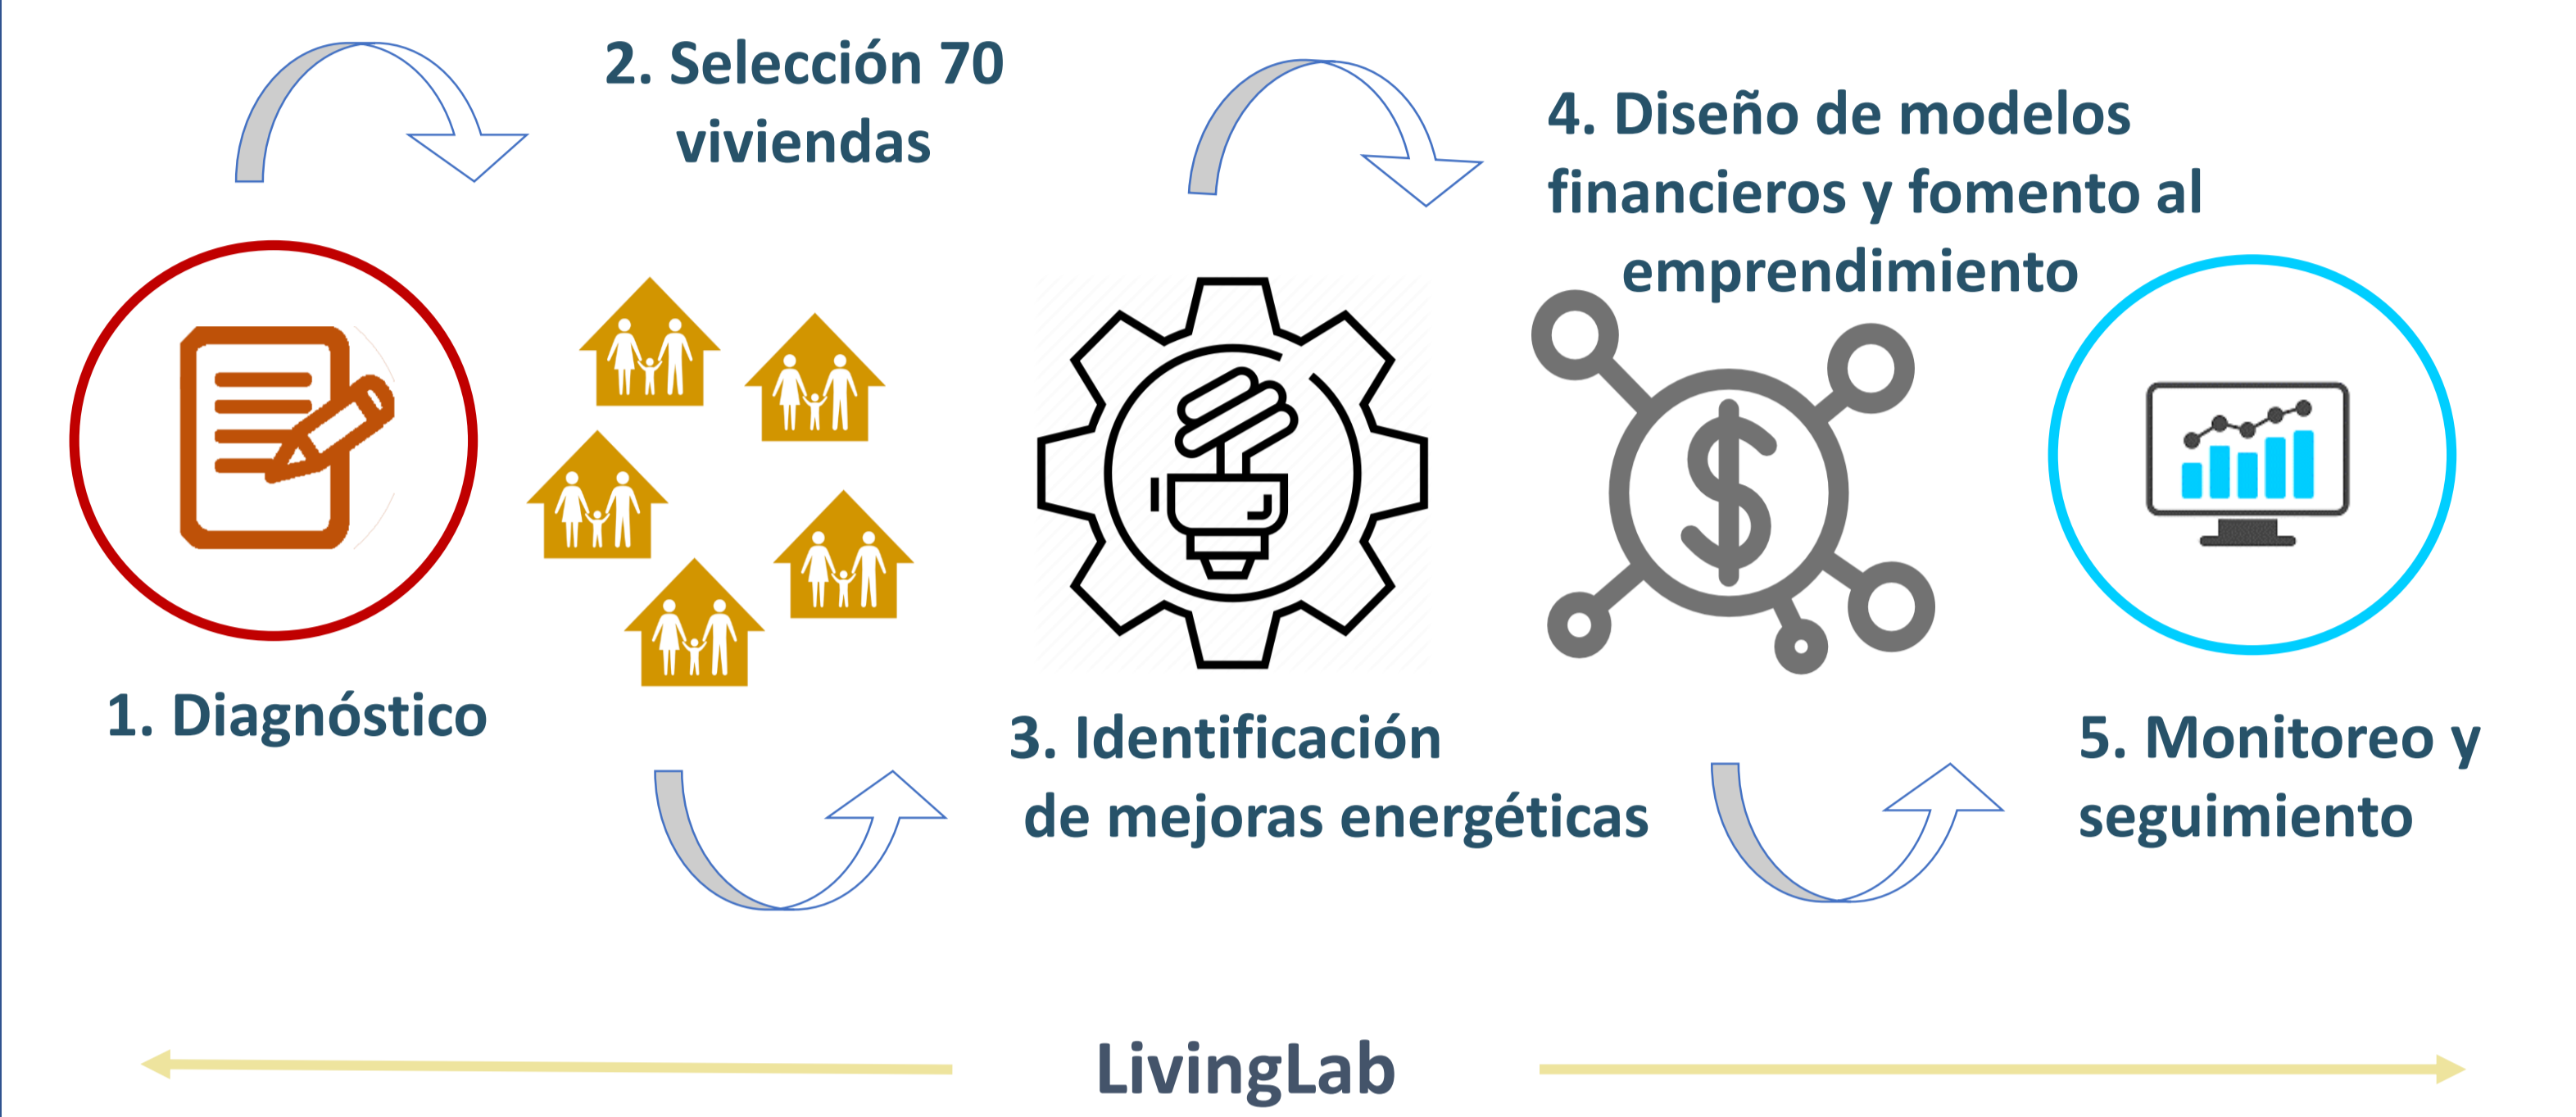 1. Diagnóstico
2. Selección 70
viviendas
3. Identificación
de mejoras energéticas
4. Diseño de modelos
financieros y fomento al
emprendimiento
5. Monitoreo y
seguimiento
LivingLab